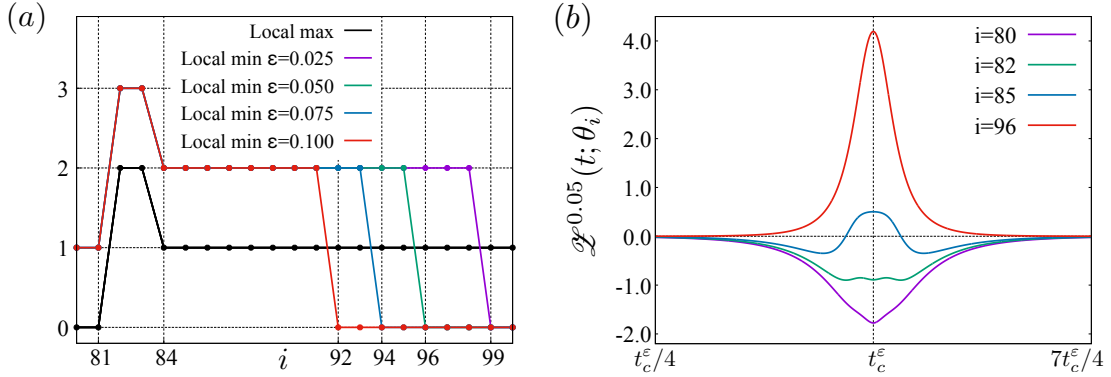 (a)
Local max
Local min ε=0.025
Local min ε=0.050
Local min ε=0.075
Local min ε=0.100
3
2
1
0
81
84
i
92
94
96
99
(b)
i=80
i=82
i=85
i=96
𝒵^{0.05}(t; θ_i)
4.0
3.0
2.0
1.0
0.0
-1.0
-2.0
t_c^ε/4
t_c^ε
7t_c^ε/4